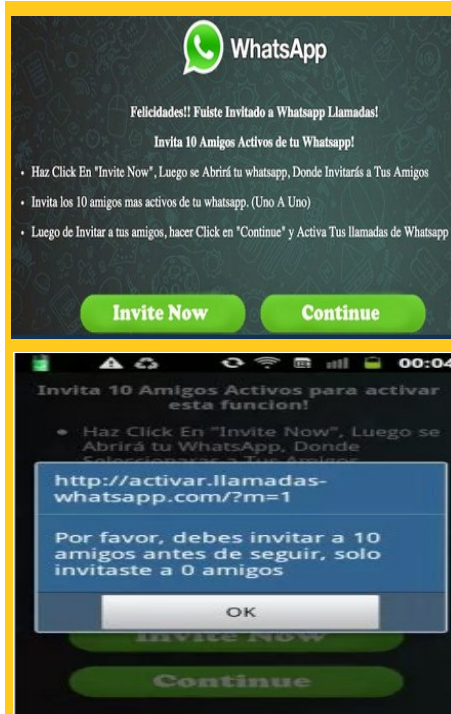 WhatsApp
Felicidades!! Fuiste Invitado a Whatsapp Llamadas!
Invita 10 Amigos Activos de tu Whatsapp!
• Haz Click En "Invite Now", Luego se Abrirá tu whatsapp, Donde Invitarás a Tus Amigos
• Invita los 10 amigos mas activos de tu whatsapp. (Uno A Uno)
• Luego de Invitar a tus amigos, hacer Click en "Continue" y Activa Tus llamadas de Whatsapp
Invite Now Continue
00:04
Invita 10 Amigos Activos para activar
esta funcion!
• Haz Click En "Invite Now", Luego se
Abrirá tu WhatsApp, Donde
Seleccionaras a Tus Amigos
http://activar.llamadas-
whatsapp.com/?m=1
Por favor, debes invitar a 10
amigos antes de seguir, solo
invitaste a 0 amigos
OK
Invite Now
Continue